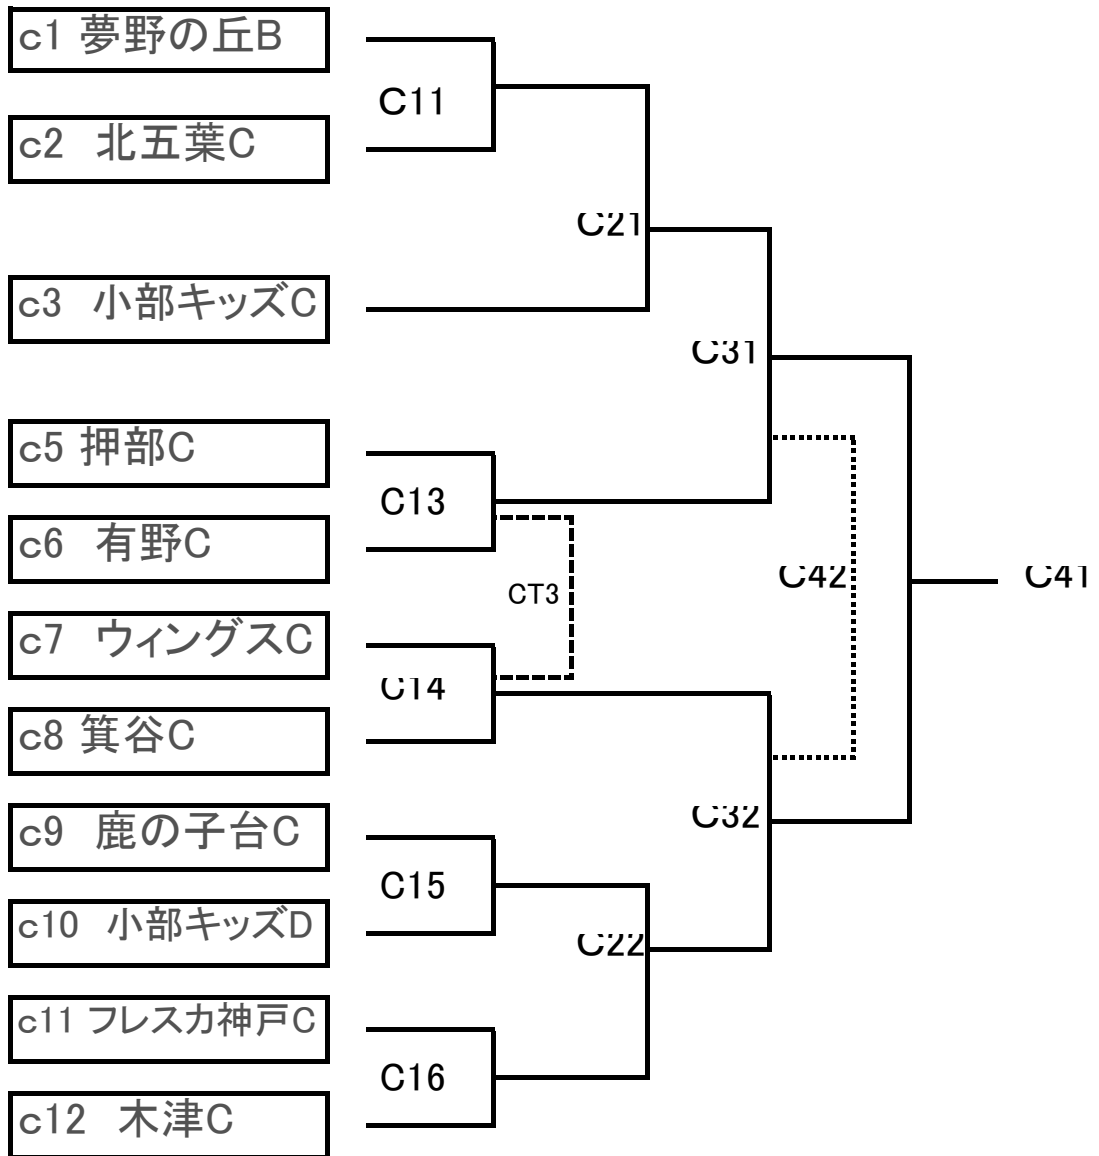 c1 夢野の丘B
C11
c2 北五葉C
C21
c3 小部キッズC
C31
c5 押部C
C13
c6 有野C
C42
C41
CT3
c7 ウィングスC
C14
c8 箕谷C
C32
c9 鹿の子台C
C15
c10 小部キッズD
C22
c11 フレスカ神戸C
C16
c12 木津C